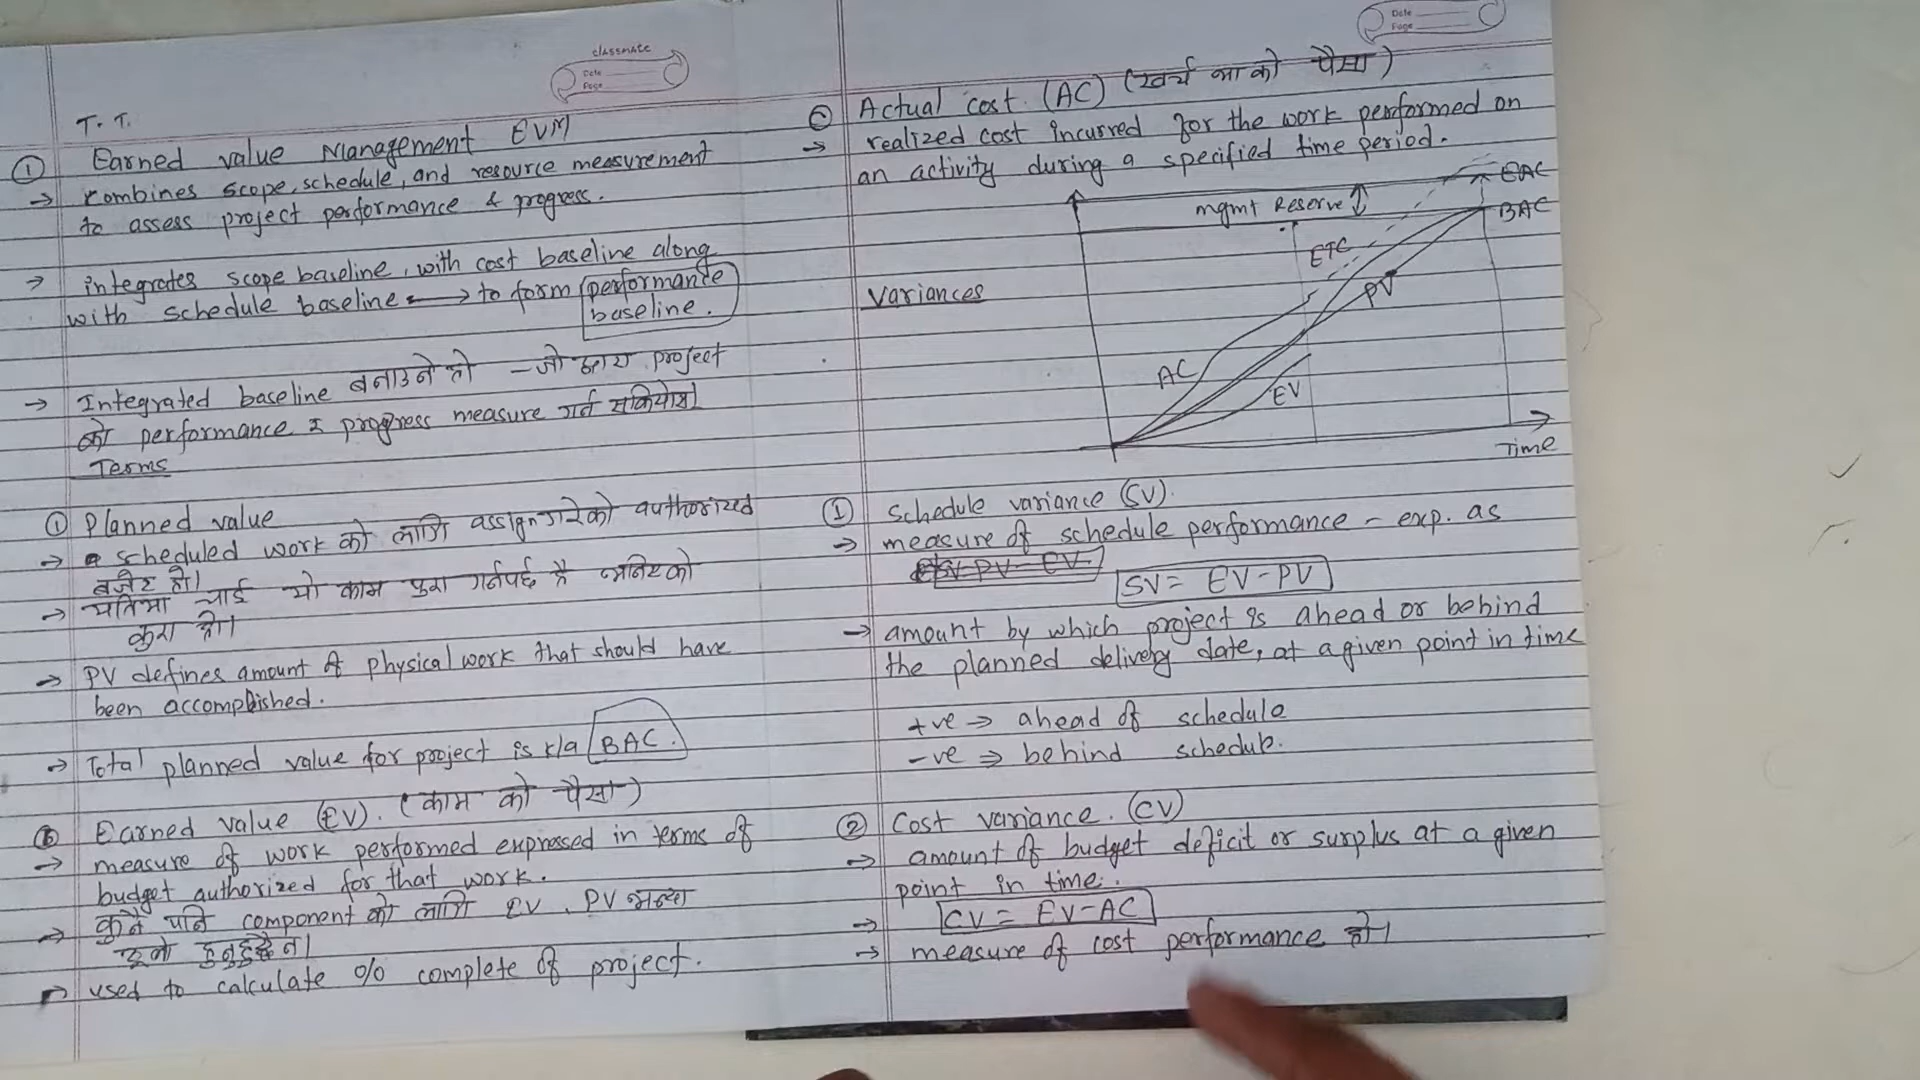 classmate
Date
Page
T. T.
① Earned value Management EVM
→ combines scope, schedule, and resource measurement
to assess project performance & progress.
→ integrates scope baseline, with cost baseline along
with schedule baseline → to form performance
baseline.
→ Integrated baseline बनाउने हो - जो द्वारा project
को performance र progress measure गर्न सकियोस।
Terms
① Planned value
→ scheduled work को लागि assign गरेको authorized
बजेट हो।
→ यतिमा चाई यो काम पुरा गर्नुपर्छ है भनेको
कुरा हो।
→ PV defines amount of physical work that should have
been accomplished.
→ Total planned value for project is k/a BAC.
ⓑ Earned value (EV). (काम को पैसा)
→ measure of work performed expressed in terms of
budget authorized for that work.
→ कुनै पनि component को लागि EV, PV भन्दा
ठूलो हुनुहुदैन।
→ used to calculate % complete of project.
Date
Page
ⓒ Actual cost (AC) (खर्च भाको पैसा)
→ realized cost incurred for the work performed on
an activity during a specified time period.
EAC
mgmt Reserve
BAC
ETC
PV
Variances
AC
EV
Time
① Schedule variance (SV).
→ measure of schedule performance - exp. as
SV = EV - PV
→ amount by which project is ahead or behind
the planned delivery date, at a given point in time
+ve ⇒ ahead of schedule
-ve ⇒ behind schedule.
② Cost variance. (CV)
→ amount of budget deficit or surplus at a given
point in time.
→ CV = EV - AC
→ measure of cost performance हो।